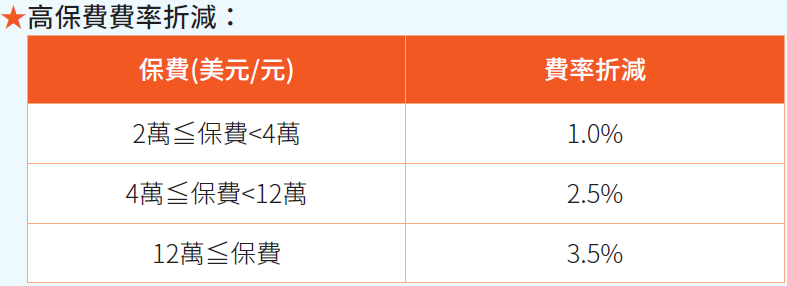 ★高保費費率折減：
保費(美元/元) 費率折減
2萬≦保費<4萬 1.0%
4萬≦保費<12萬 2.5%
12萬≦保費 3.5%